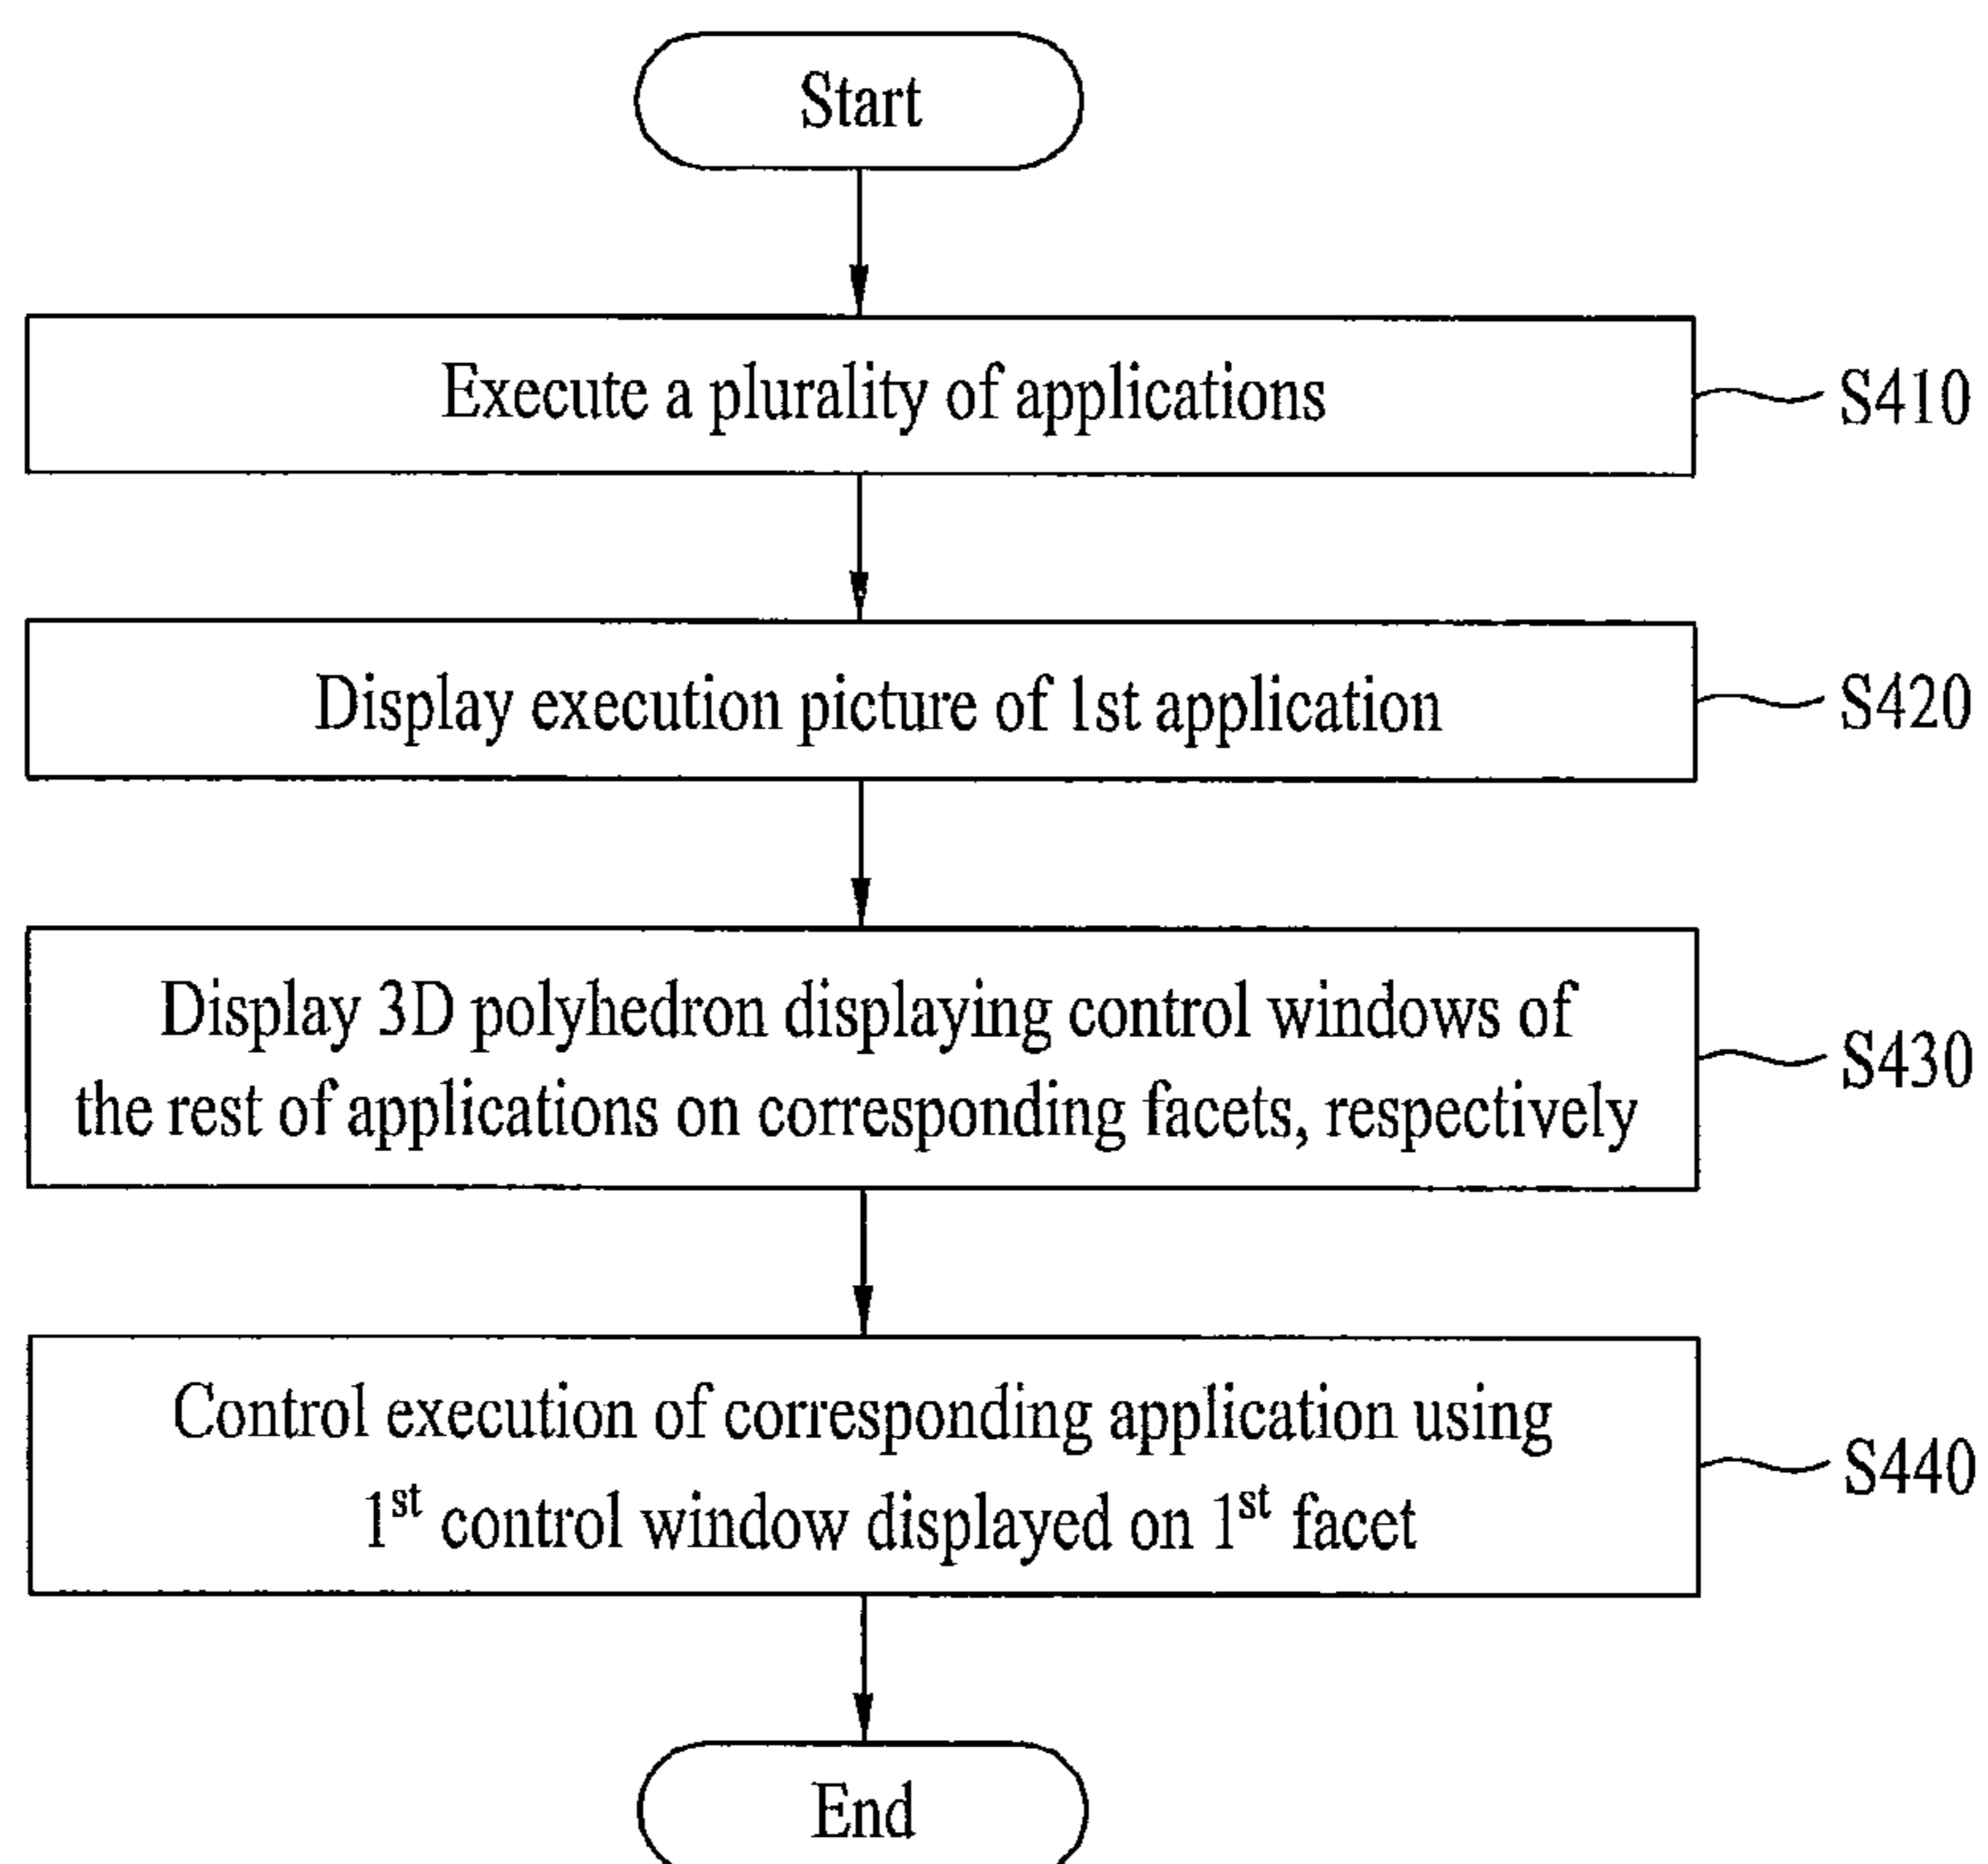 Start
Execute a plurality of applications
S410
Display execution picture of 1st application
S420
Display 3D polyhedron displaying control windows of
the rest of applications on corresponding facets, respectively
S430
Control execution of corresponding application using
1st control window displayed on 1st facet
S440
End